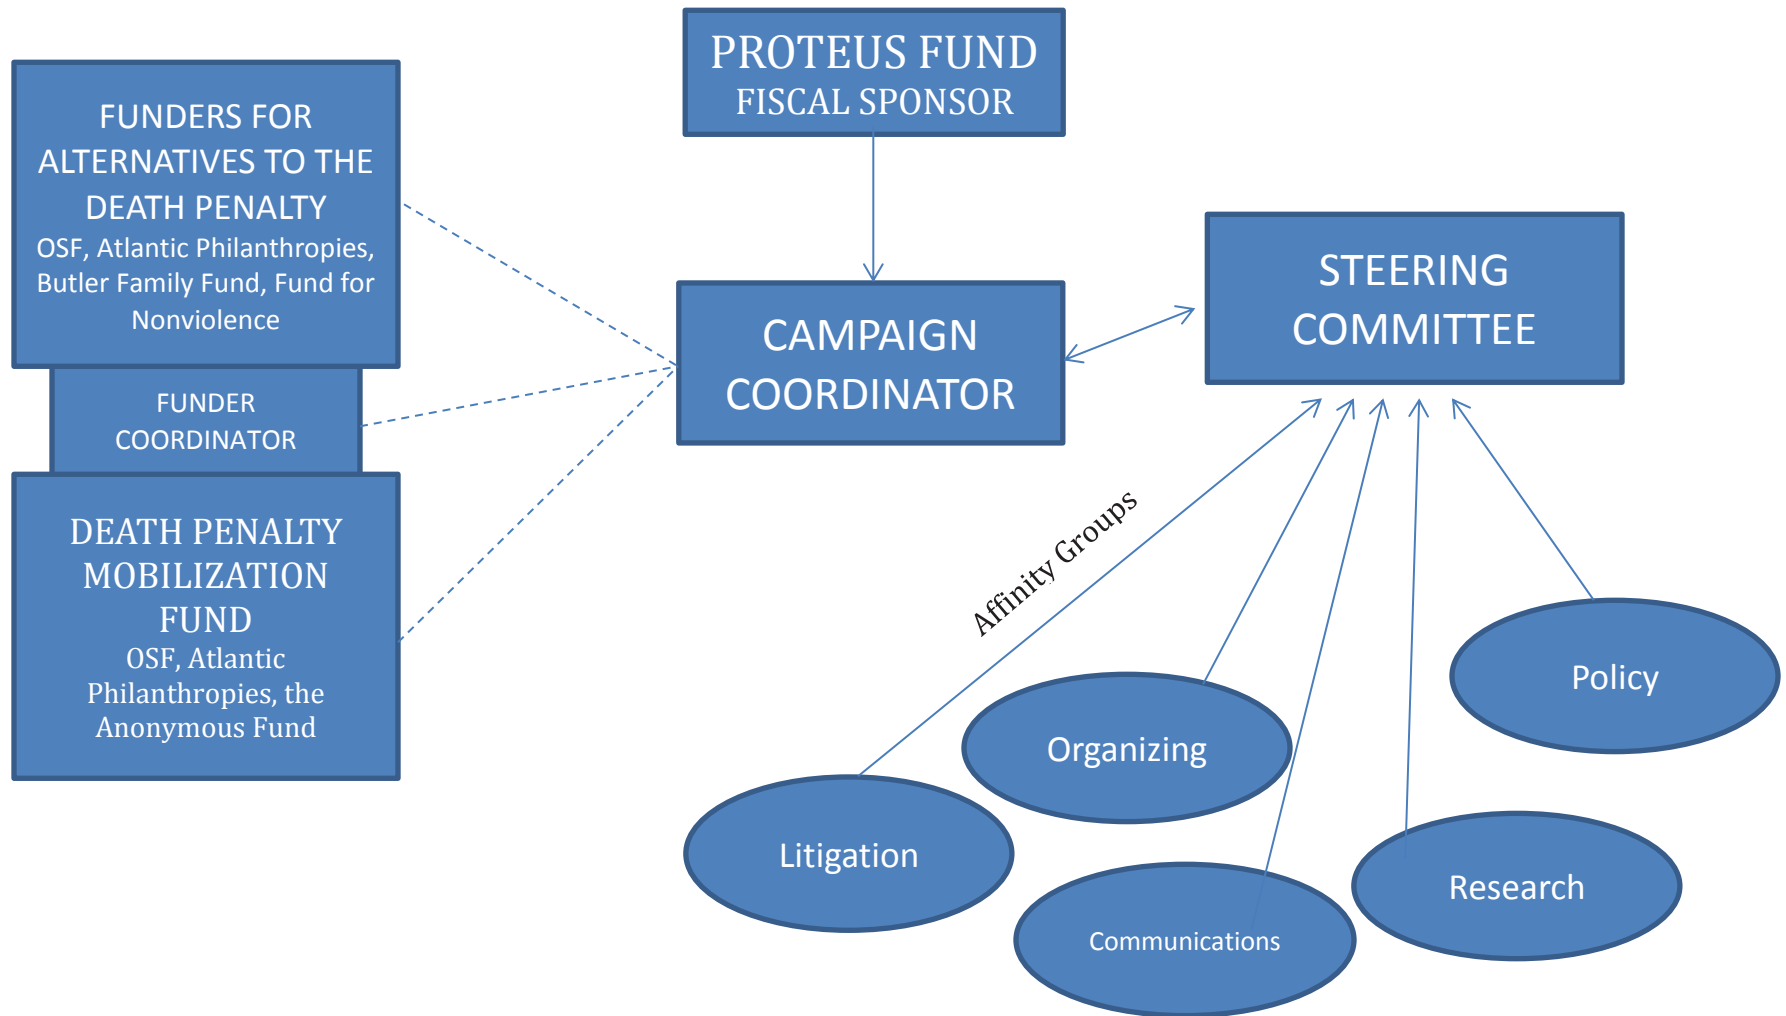 PROTEUS FUND
FISCAL SPONSOR
FUNDERS FOR
ALTERNATIVES TO THE
DEATH PENALTY
OSF, Atlantic Philanthropies,
Butler Family Fund, Fund for
Nonviolence
FUNDER
COORDINATOR
DEATH PENALTY
MOBILIZATION
FUND
OSF, Atlantic
Philanthropies, the
Anonymous Fund
CAMPAIGN
COORDINATOR
STEERING
COMMITTEE
Affinity Groups
Litigation
Organizing
Communications
Research
Policy